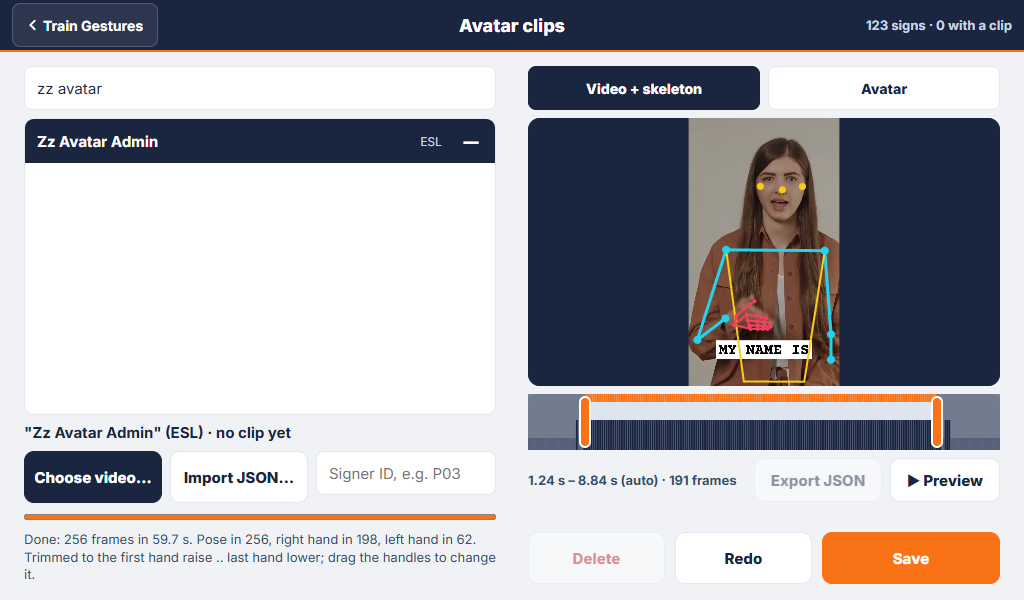 Train Gestures
Avatar clips
123 signs · 0 with a clip
zz avatar
Zz Avatar Admin
ESL
"Zz Avatar Admin" (ESL) · no clip yet
Choose video...
Import JSON...
Signer ID, e.g. P03
Done: 256 frames in 59.7 s. Pose in 256, right hand in 198, left hand in 62.
Trimmed to the first hand raise .. last hand lower; drag the handles to change
it.
Video + skeleton
Avatar
MY NAME IS
1.24 s – 8.84 s (auto) · 191 frames
Export JSON
▶ Preview
Delete
Redo
Save